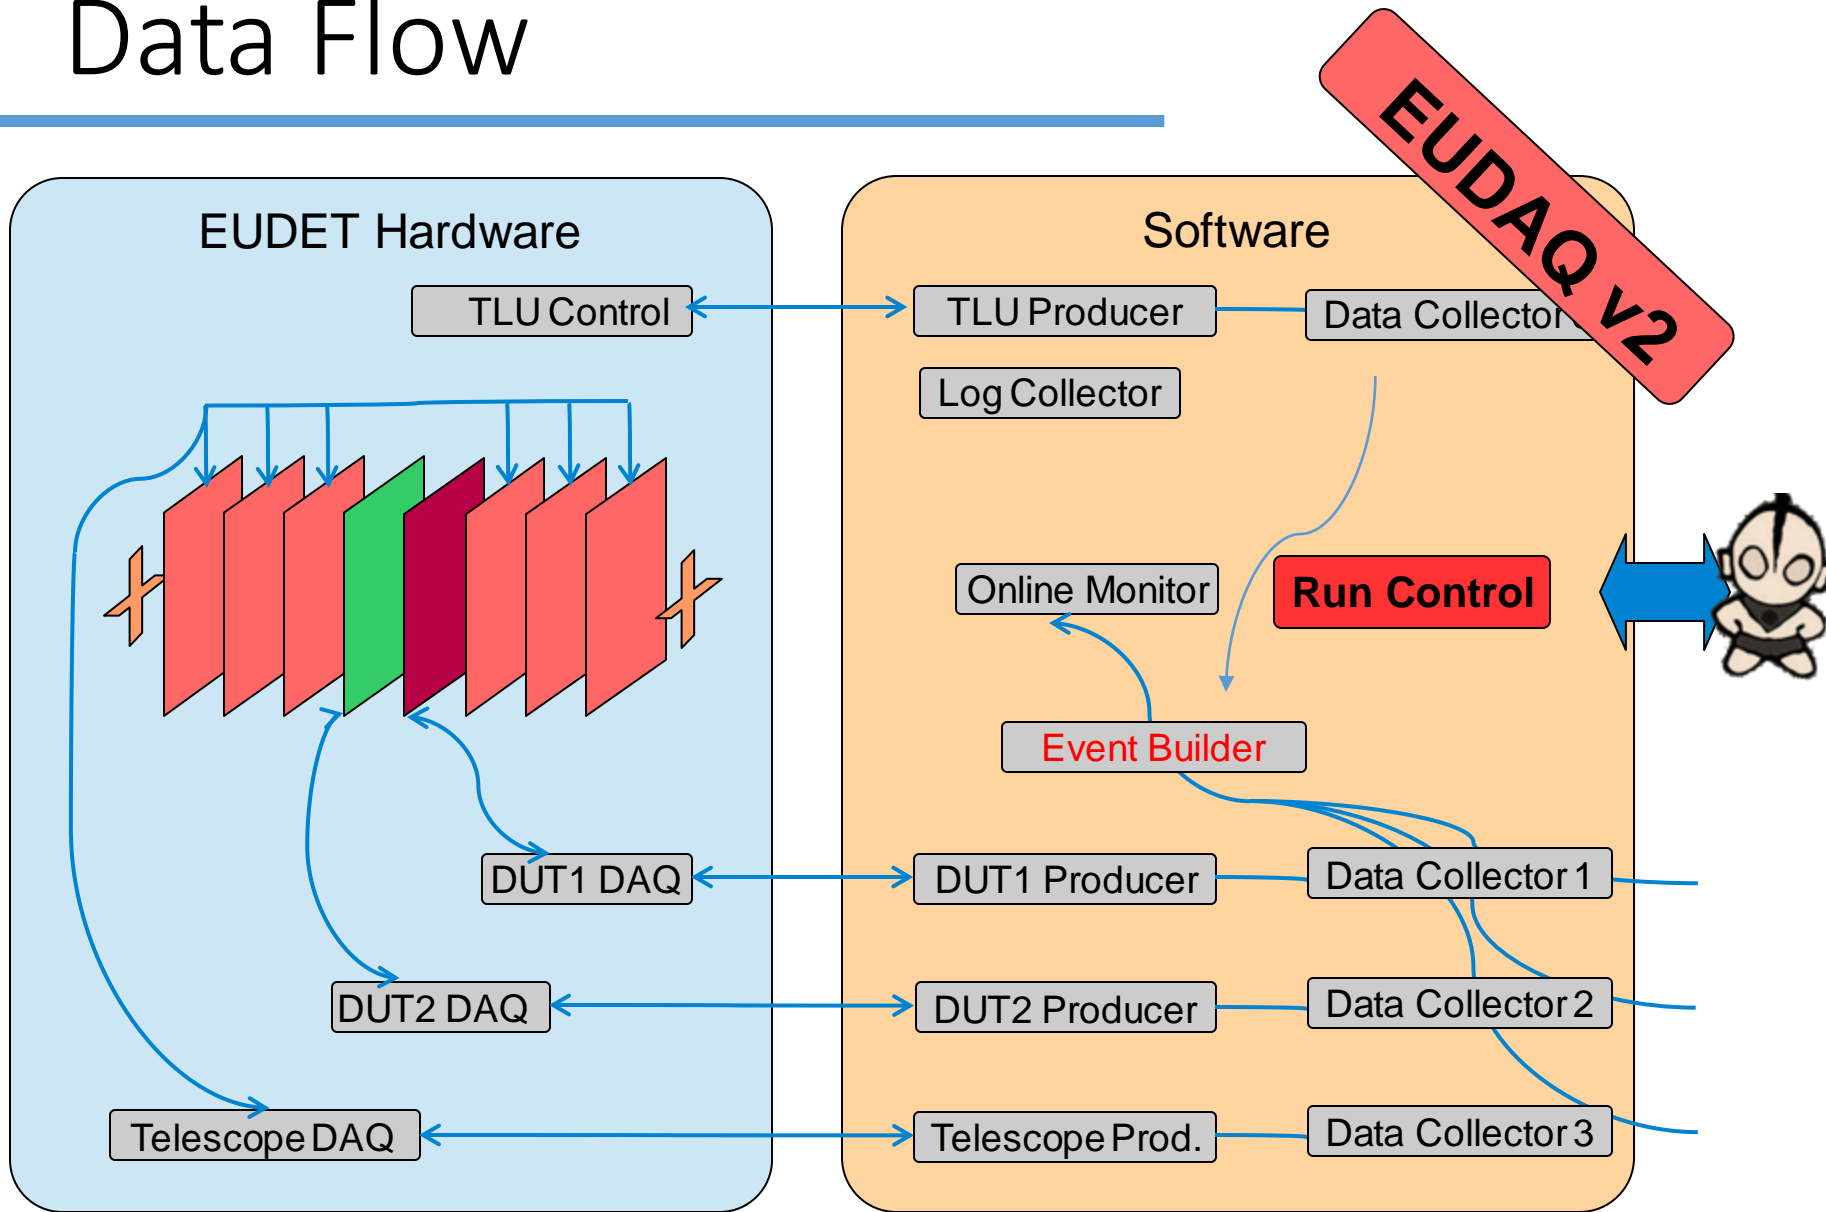 Data Flow
EUDAQ v2
EUDET Hardware
Software
TLU Control
TLU Producer
Data Collector
Log Collector
Online Monitor
Run Control
Event Builder
DUT1 DAQ
DUT1 Producer
Data Collector 1
DUT2 DAQ
DUT2 Producer
Data Collector 2
Telescope DAQ
Telescope Prod.
Data Collector 3